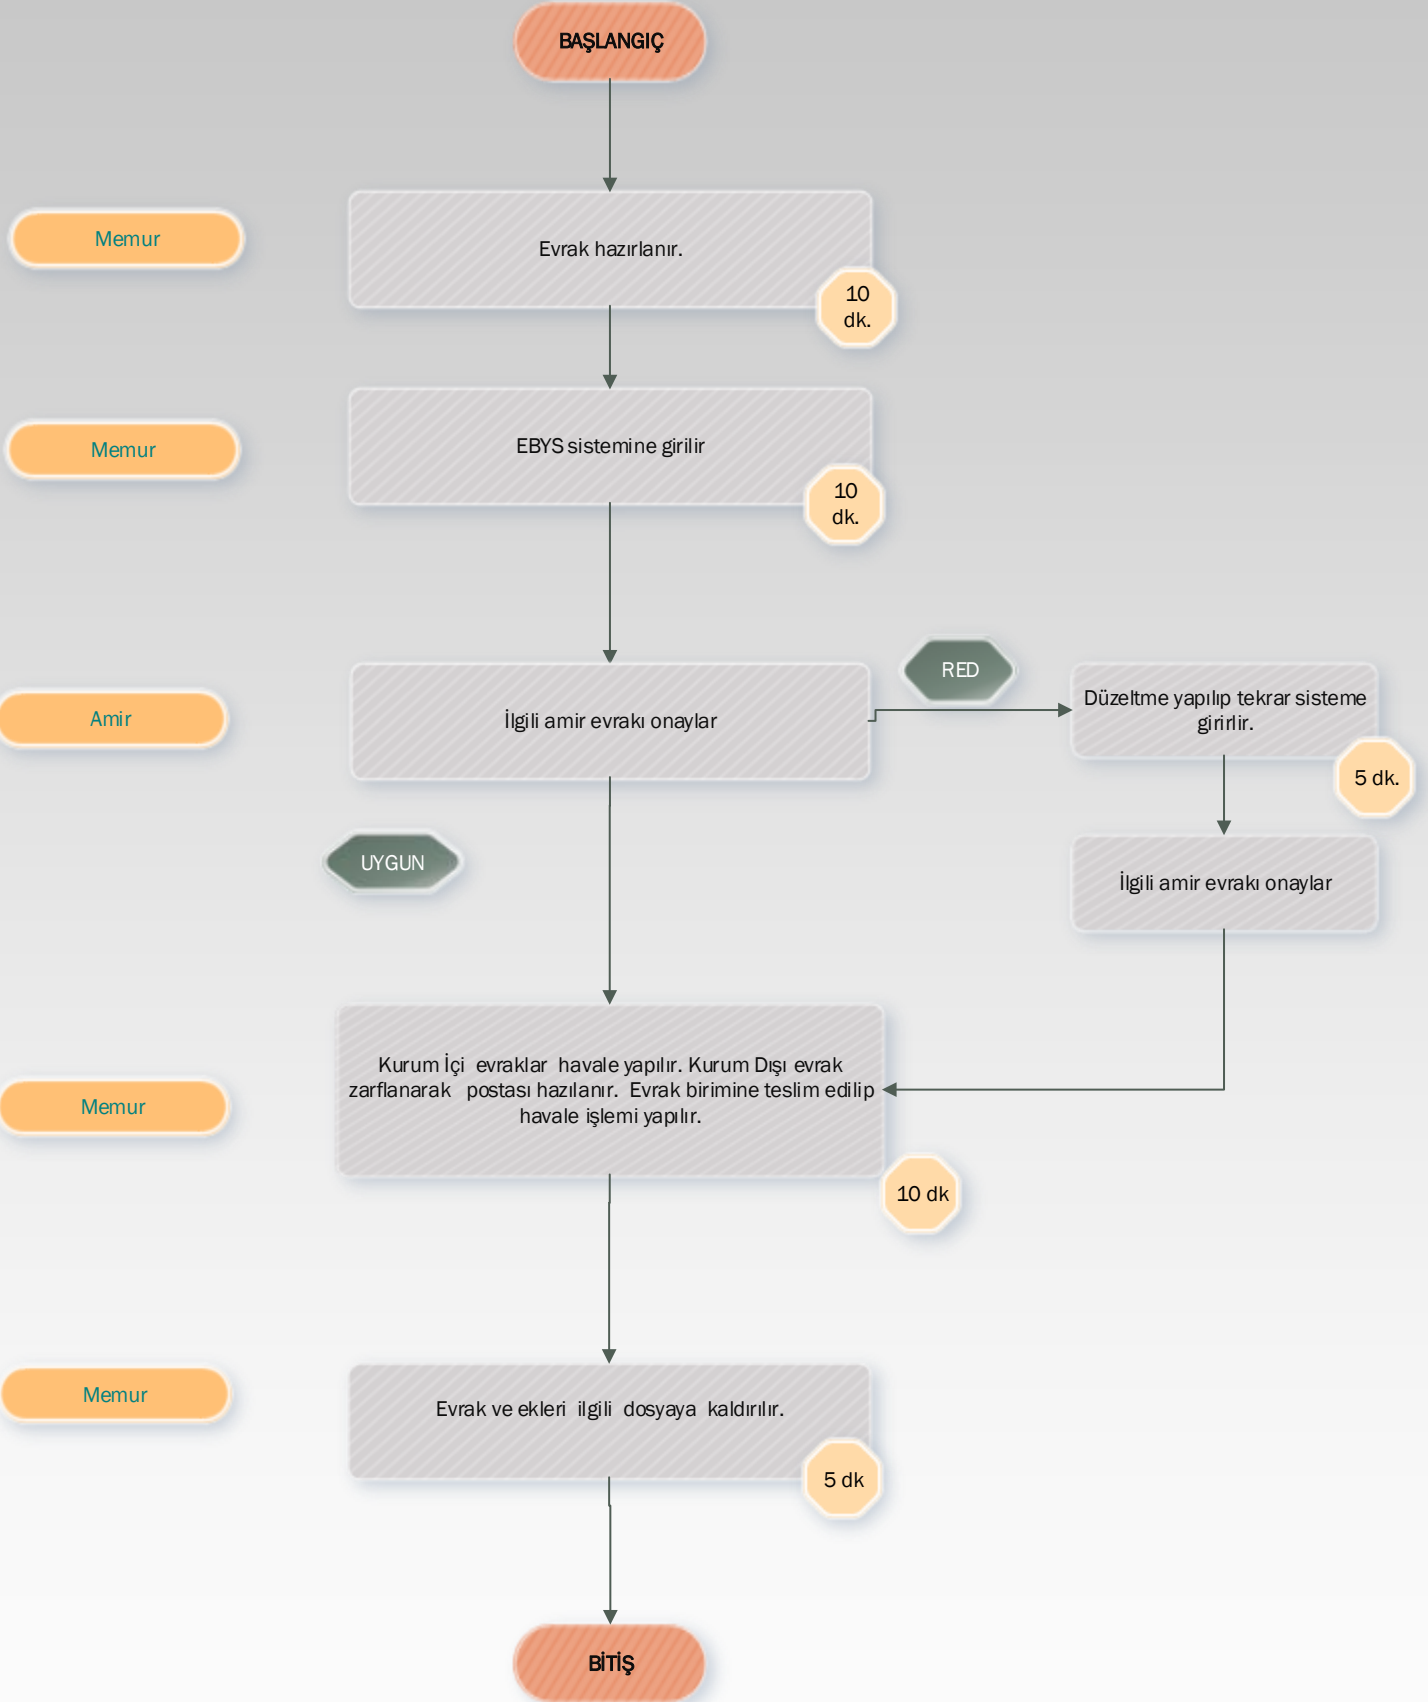 BAŞLANGIÇ
Memur
Evrak hazırlanır.
10
dk.
Memur
EBYS sistemine girilir
10
dk.
Amir
İlgili amir evrakı onaylar
RED
Düzeltme yapılıp tekrar sisteme
girirlir.
5 dk.
UYGUN
İlgili amir evrakı onaylar
Memur
Kurum İçi evraklar havale yapılır. Kurum Dışı evrak
zarflanarak postası hazılanır. Evrak birimine teslim edilip
havale işlemi yapılır.
10 dk
Memur
Evrak ve ekleri ilgili dosyaya kaldırılır.
5 dk
BİTİŞ